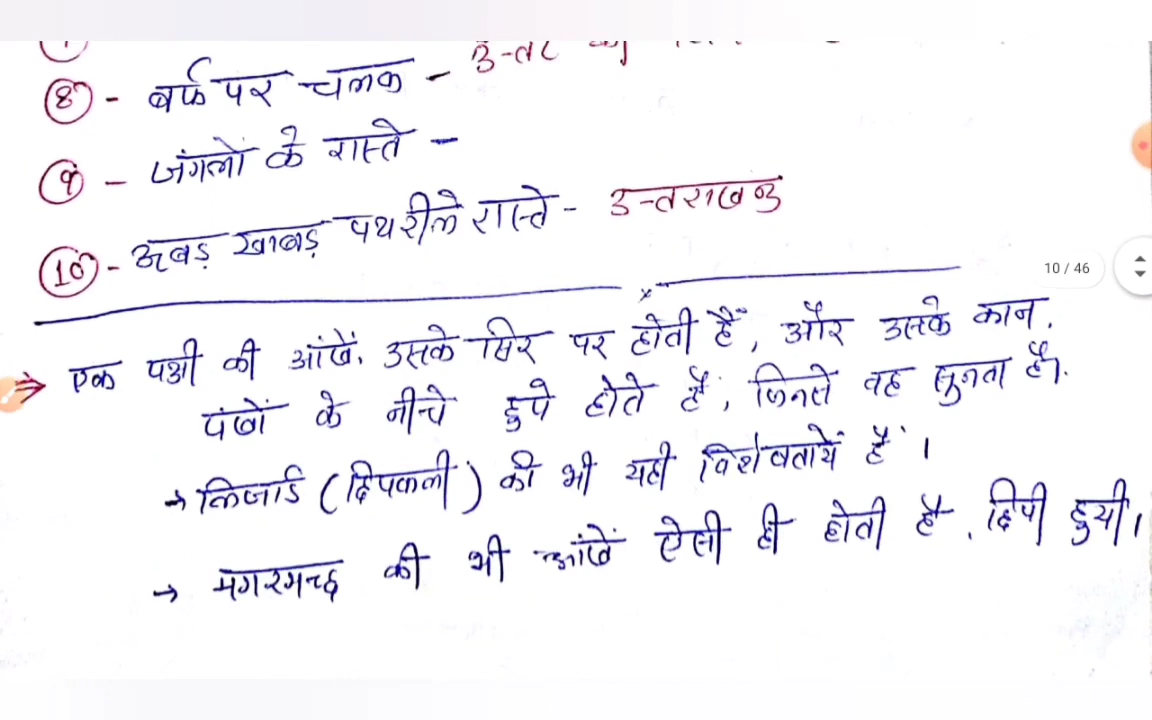 ⑧ - बर्फ पर चलक -
⑨ - जंगलों के रास्ते -
⑩ - ऊबड़ खाबड़ पथरीले रास्ते - उत्तराखण्ड
10 / 46
⇒ एक पक्षी की आंखें, उसके सिर पर होती हैं, और उसके कान,
पंखों के नीचे छुपे होते हैं, जिनसे वह सुनता है।
→ लिजार्ड (छिपकली) की भी यही विशेषतायें हैं।
→ मगरमच्छ की भी आंखें ऐसी ही होती है, छिपी हुयी।